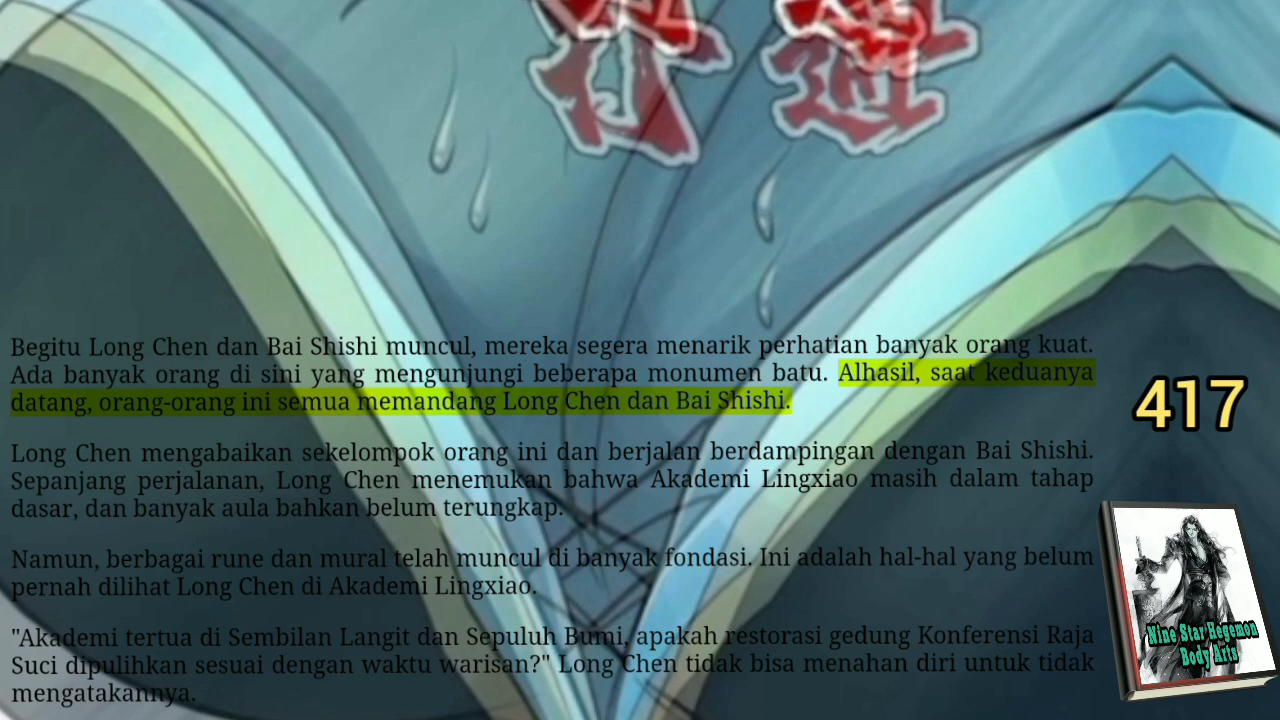 Begitu Long Chen dan Bai Shishi muncul, mereka segera menarik perhatian banyak orang kuat.
Ada banyak orang di sini yang mengunjungi beberapa monumen batu. Alhasil, saat keduanya
datang, orang-orang ini semua memandang Long Chen dan Bai Shishi.
Long Chen mengabaikan sekelompok orang ini dan berjalan berdampingan dengan Bai Shishi.
Sepanjang perjalanan, Long Chen menemukan bahwa Akademi Lingxiao masih dalam tahap
dasar, dan banyak aula bahkan belum terungkap.
Namun, berbagai rune dan mural telah muncul di banyak fondasi. Ini adalah hal-hal yang belum
pernah dilihat Long Chen di Akademi Lingxiao.
"Akademi tertua di Sembilan Langit dan Sepuluh Bumi, apakah restorasi gedung Konferensi Raja
Suci dipulihkan sesuai dengan waktu warisan?" Long Chen tidak bisa menahan diri untuk tidak
mengatakannya.
417
Nine Star Hegemon
Body Arts